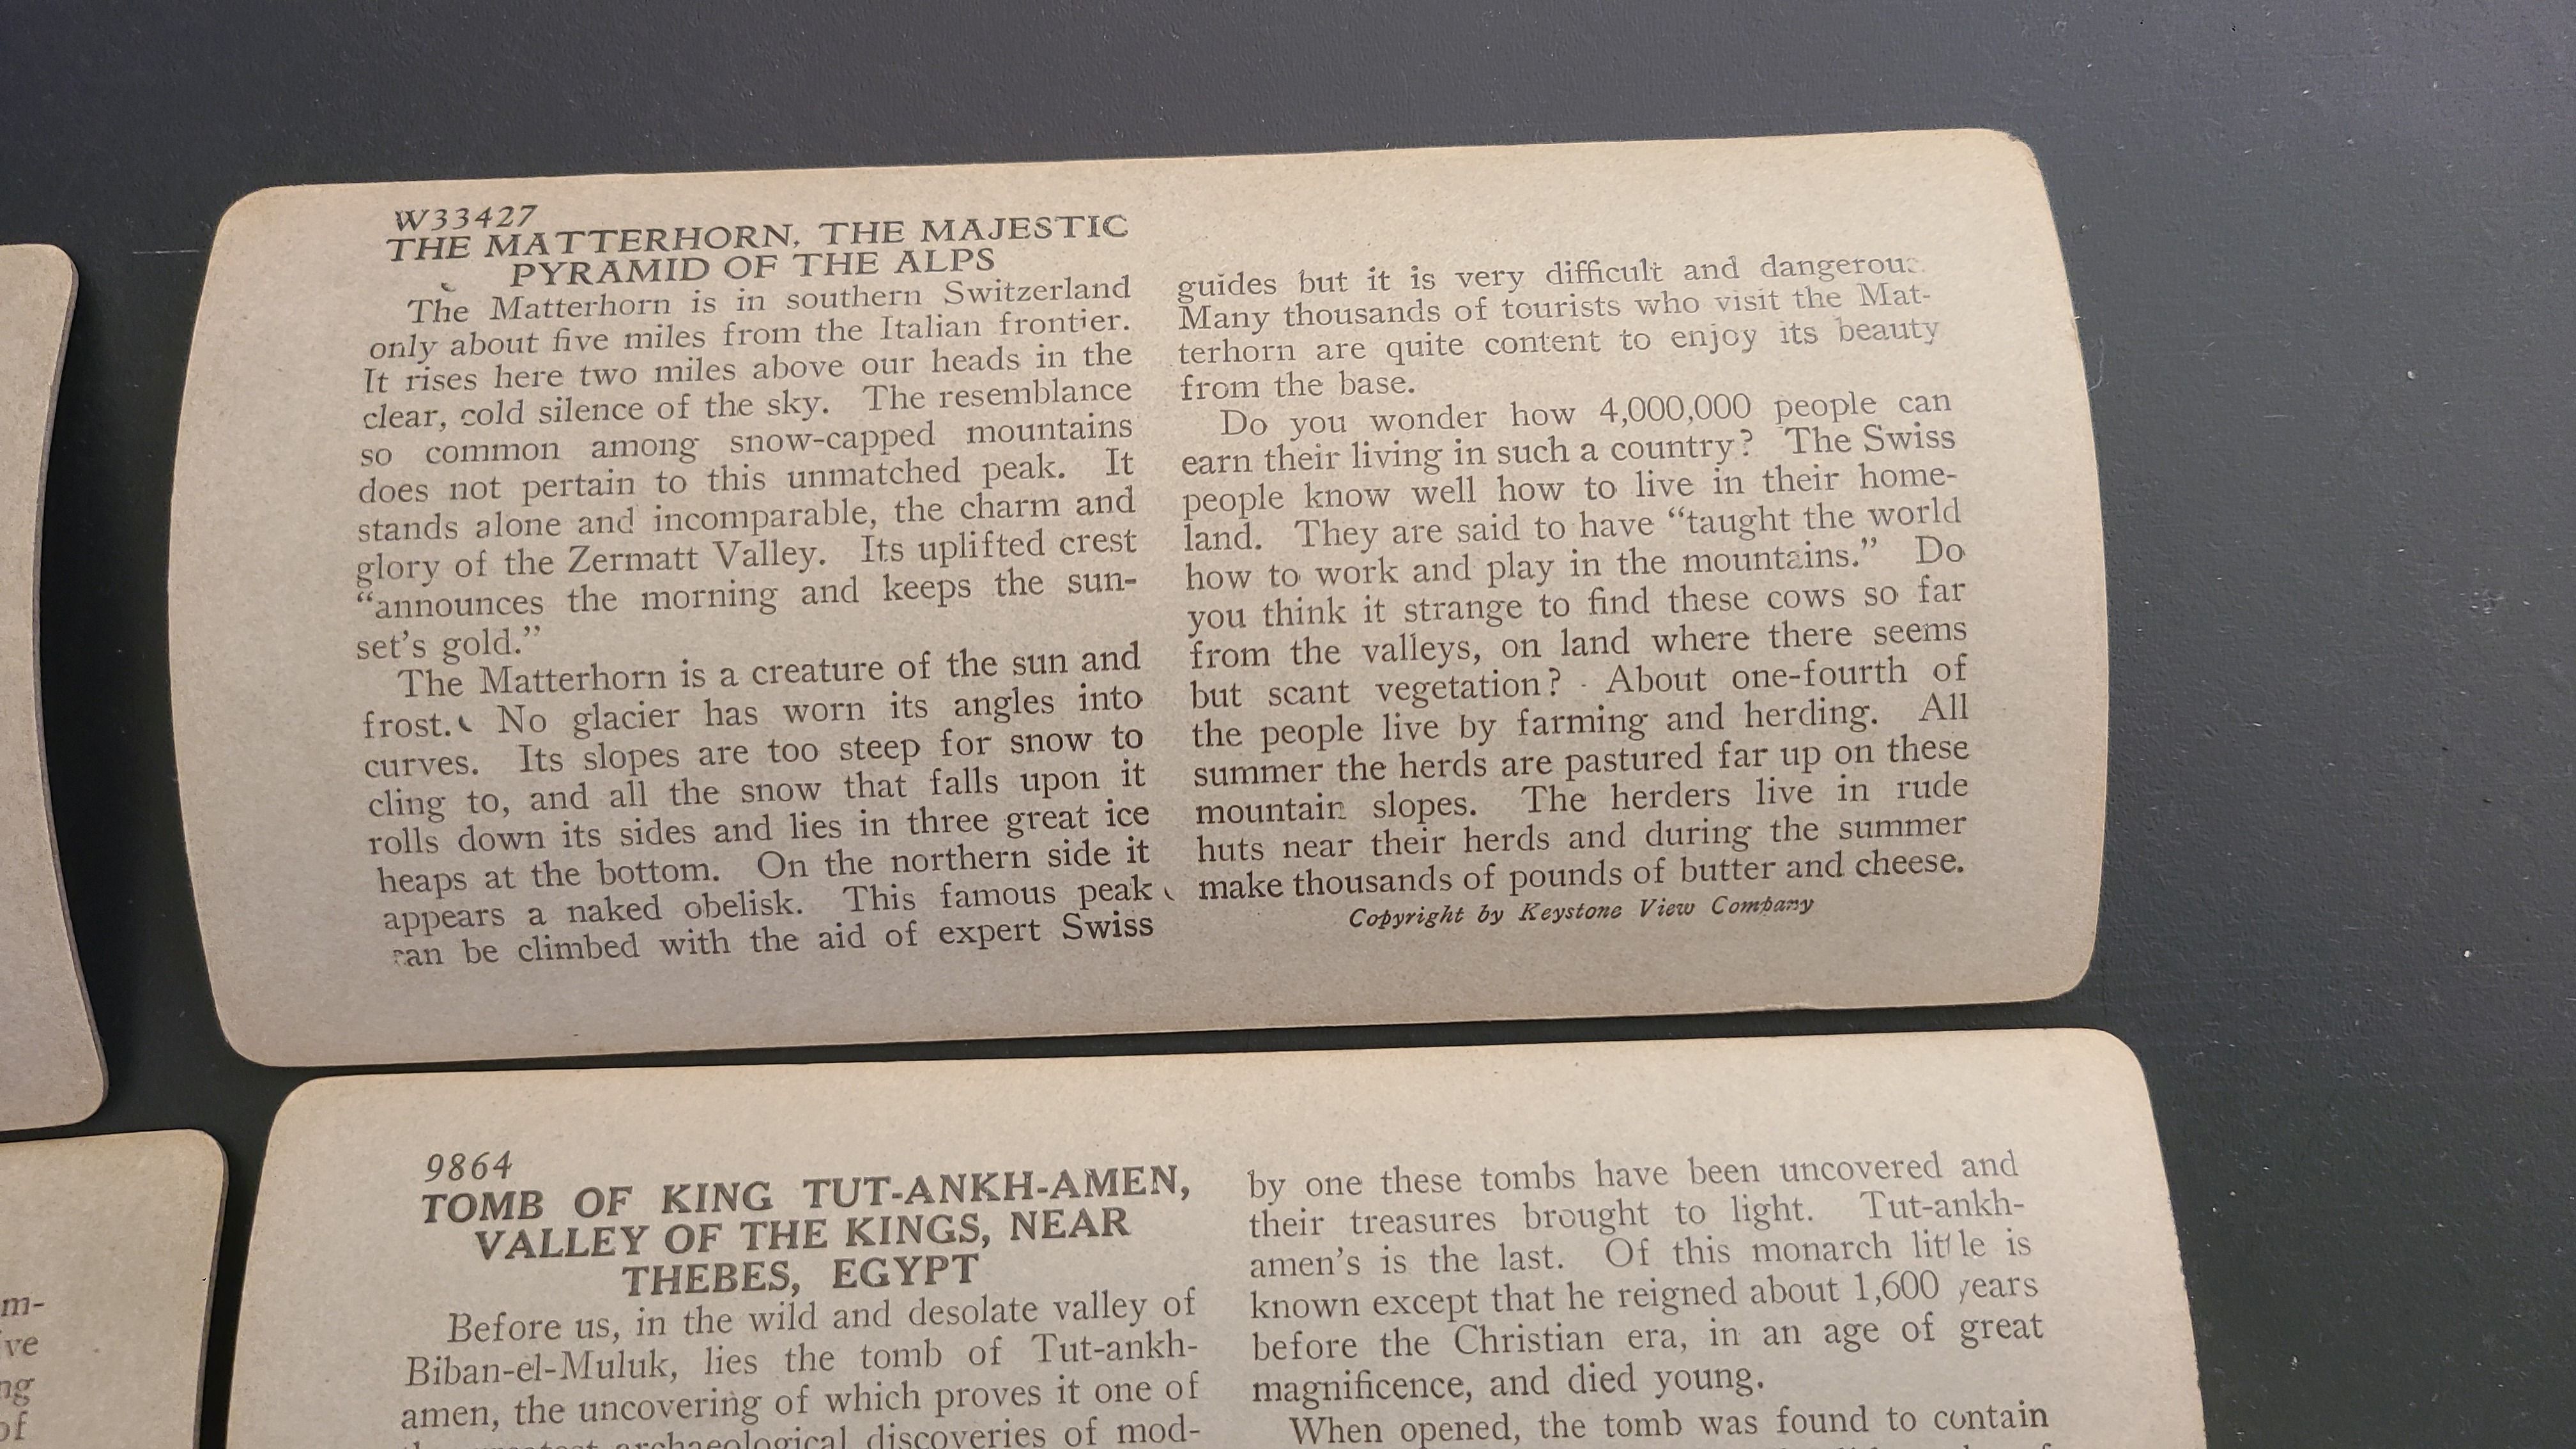 W33427
THE MATTERHORN, THE MAJESTIC
PYRAMID OF THE ALPS
The Matterhorn is in southern Switzerland
only about five miles from the Italian frontier.
It rises here two miles above our heads in the
clear, cold silence of the sky. The resemblance
so common among snow-capped mountains
does not pertain to this unmatched peak. It
stands alone and incomparable, the charm and
glory of the Zermatt Valley. Its uplifted crest
“announces the morning and keeps the sun-
set’s gold.”
The Matterhorn is a creature of the sun and
frost. No glacier has worn its angles into
curves. Its slopes are too steep for snow to
cling to, and all the snow that falls upon it
rolls down its sides and lies in three great ice
heaps at the bottom. On the northern side it
appears a naked obelisk. This famous peak
can be climbed with the aid of expert Swiss
guides but it is very difficult and dangerous.
Many thousands of tourists who visit the Mat-
terhorn are quite content to enjoy its beauty
from the base.
Do you wonder how 4,000,000 people can
earn their living in such a country? The Swiss
people know well how to live in their home-
land. They are said to have “taught the world
how to work and play in the mountains.” Do
you think it strange to find these cows so far
from the valleys, on land where there seems
but scant vegetation? About one-fourth of
the people live by farming and herding. All
summer the herds are pastured far up on these
mountain slopes. The herders live in rude
huts near their herds and during the summer
make thousands of pounds of butter and cheese.
Copyright by Keystone View Company
9864
TOMB OF KING TUT-ANKH-AMEN,
VALLEY OF THE KINGS, NEAR
THEBES, EGYPT
Before us, in the wild and desolate valley of
Biban-el-Muluk, lies the tomb of Tut-ankh-
amen, the uncovering of which proves it one of
archaeological discoveries of mod-
by one these tombs have been uncovered and
their treasures brought to light. Tut-ankh-
amen’s is the last. Of this monarch little is
known except that he reigned about 1,600 years
before the Christian era, in an age of great
magnificence, and died young.
When opened, the tomb was found to contain
m-
ve
ng
of